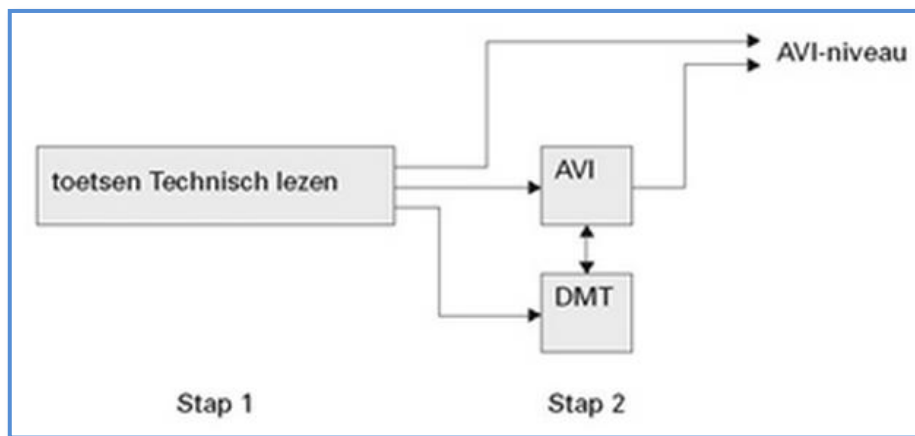 AVI-niveau
toetsen Technisch lezen
AVI
DMT
Stap 1
Stap 2